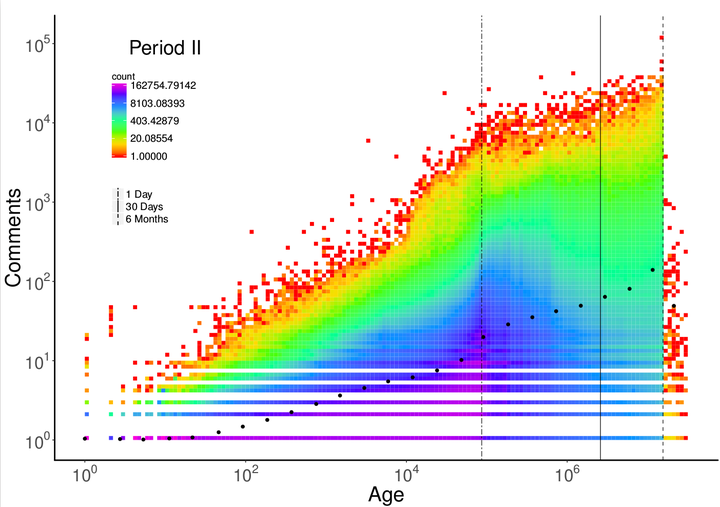 Period II
count
162754.79142
8103.08393
403.42879
20.08554
1.00000
1 Day
30 Days
6 Months
Comments
10⁵
10⁴
10³
10²
10¹
10⁰
10⁰ 10² 10⁴ 10⁶
Age